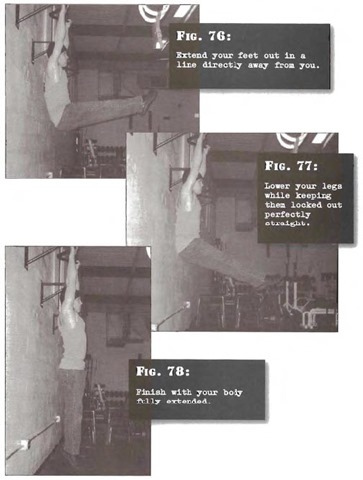 FIG. 76:
Extend your feet out in a
line directly away from you.
FIG. 77:
Lower your legs
while keeping
them locked out
perfectly
straight.
FIG. 78:
Finish with your body
fully extended.